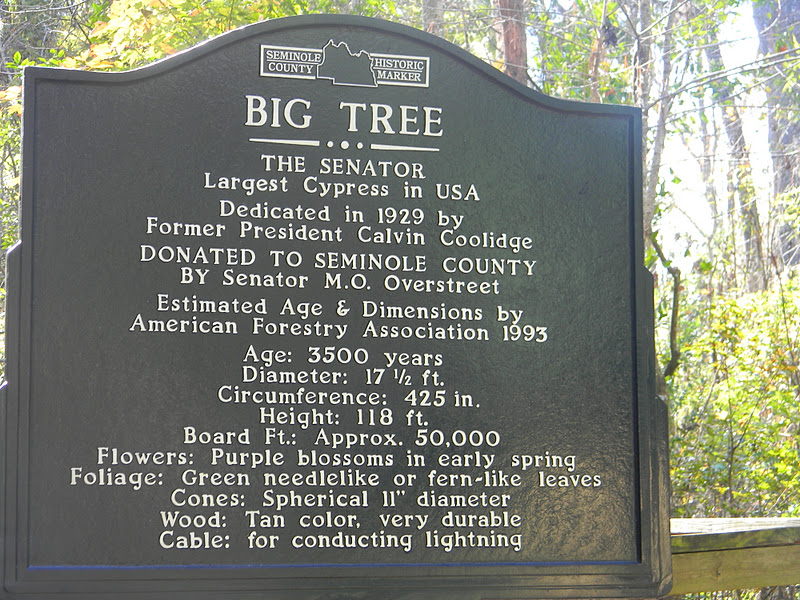 SEMINOLE COUNTY HISTORIC MARKER
BIG TREE
THE SENATOR
Largest Cypress in USA
Dedicated in 1929 by
Former President Calvin Coolidge
DONATED TO SEMINOLE COUNTY
BY Senator M.O. Overstreet
Estimated Age & Dimensions by
American Forestry Association 1993
Age: 3500 years
Diameter: 17 1/2 ft.
Circumference: 425 in.
Height: 118 ft.
Board Ft.: Approx. 50,000
Flowers: Purple blossoms in early spring
Foliage: Green needlelike or fern-like leaves
Cones: Spherical 11" diameter
Wood: Tan color, very durable
Cable: for conducting lightning